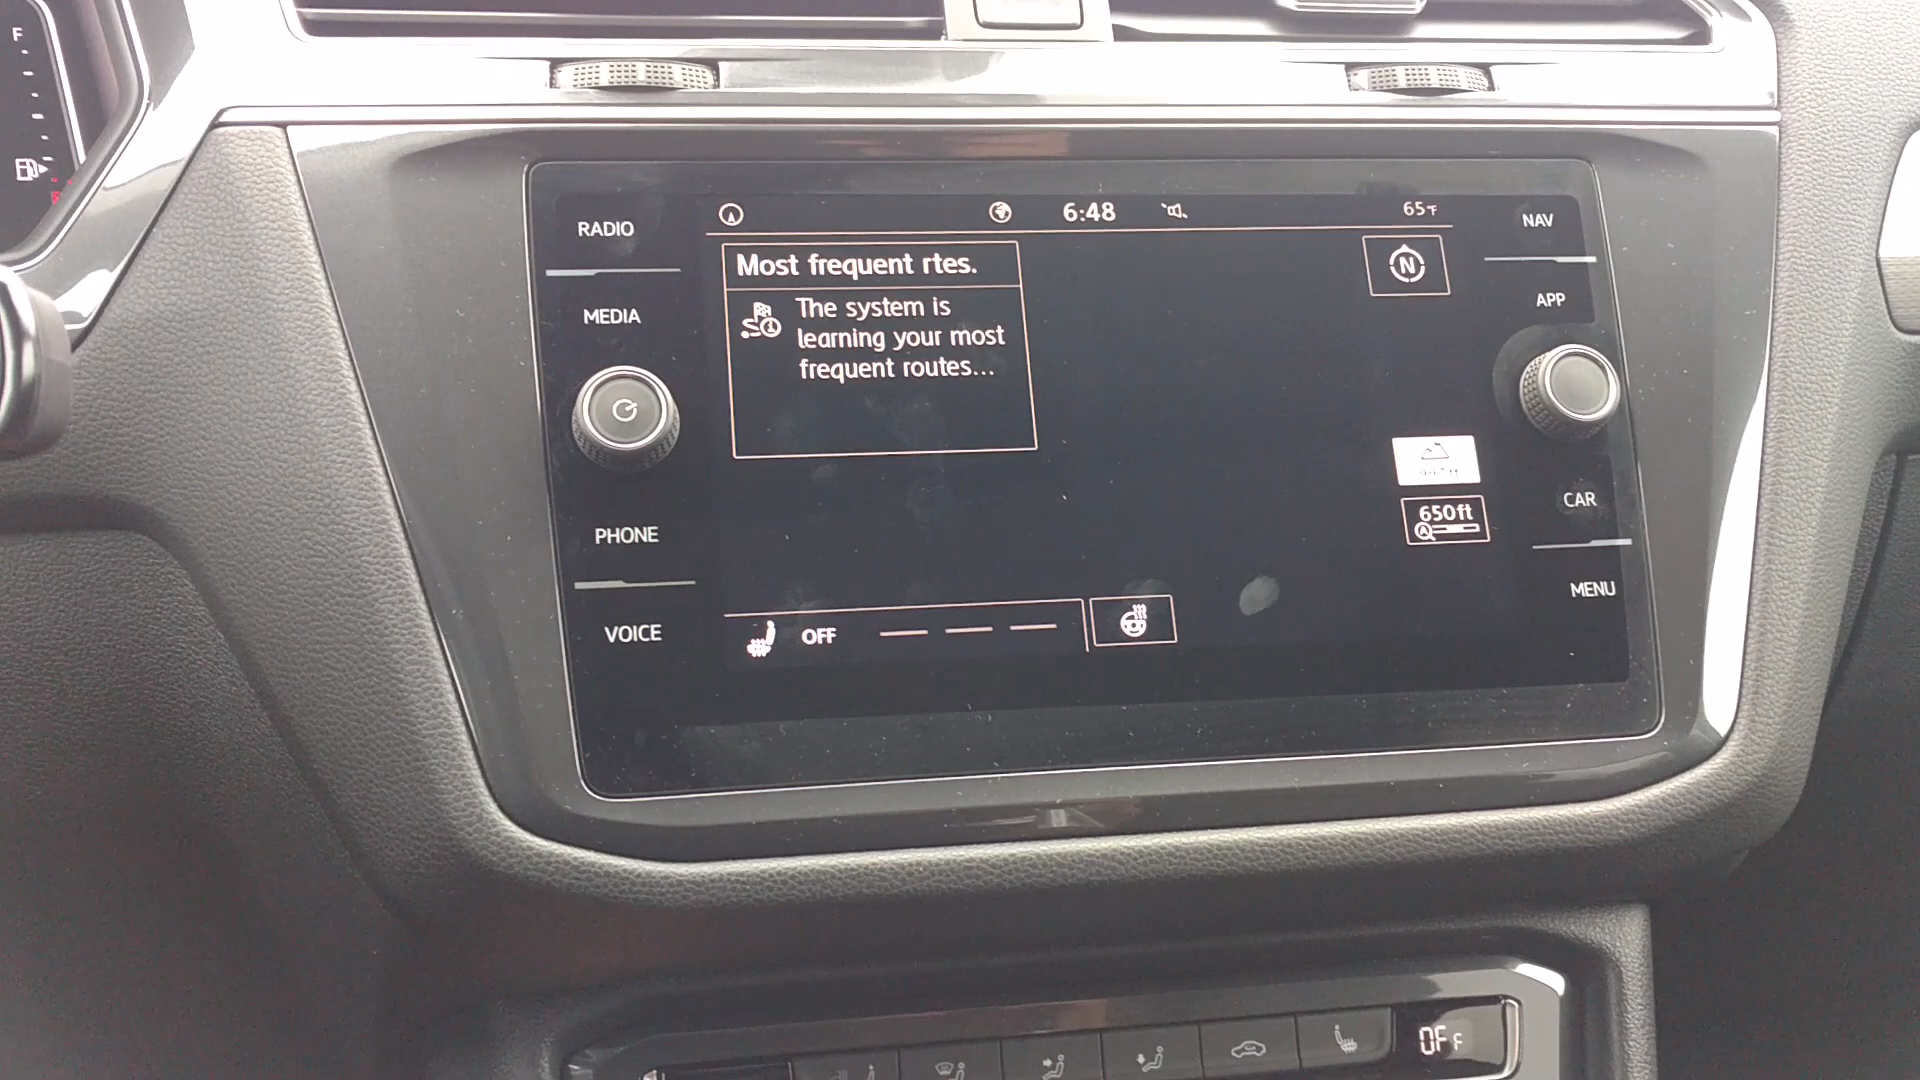 F
RADIO
MEDIA
PHONE
VOICE
6:48
65°F
Most frequent rtes.
The system is
learning your most
frequent routes...
N
650ft
A
OFF
NAV
APP
CAR
MENU
OFF